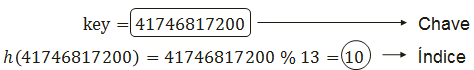 key = 41746817200 Chave
h(41746817200) = 41746817200 % 13 = 10 Índice